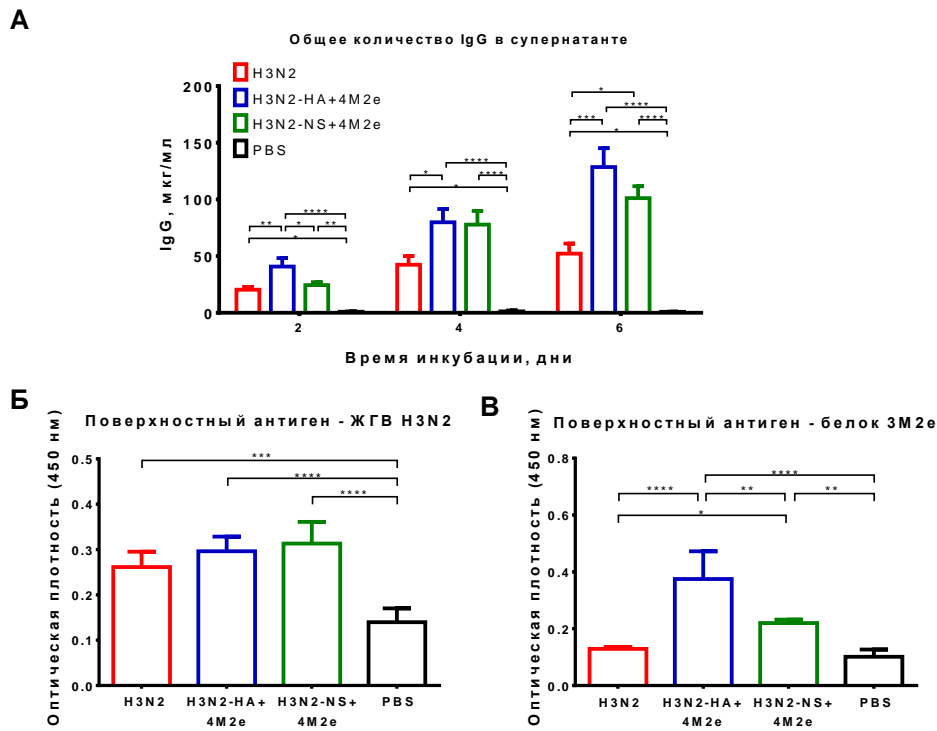 А
Общее количество IgG в супернатанте
H3N2
H3N2-HA+4M2e
H3N2-NS+4M2e
PBS
IgG, мкг/мл
200
150
100
50
0
*
*** ****
****
*
****
* ****
*
****
** * **
*
2 4 6
Время инкубации, дни
Б
Поверхностный антиген - ЖГВ H3N2
Оптическая плотность (450 нм)
0.5
0.4
0.3
0.2
0.1
0.0
***
****
****
H3N2 H3N2-HA+ H3N2-NS+ PBS
4M2e 4M2e
В
Поверхностный антиген - белок 3M2e
Оптическая плотность (450 нм)
0.8
0.6
0.4
0.2
0.0
****
**** ** **
*
H3N2 H3N2-HA+ H3N2-NS+ PBS
4M2e 4M2e